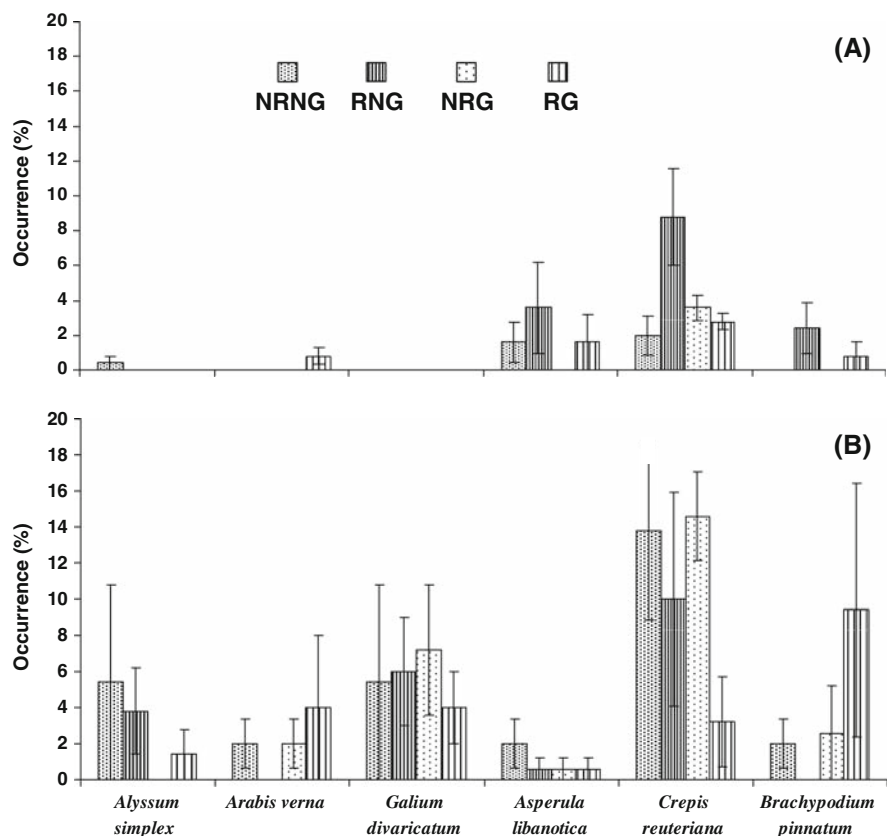 20
18
16
14
12
10
8
6
4
2
0
Occurrence (%)
(A)
NRNG RNG NRG RG
20
18
16
14
12
10
8
6
4
2
0
Occurrence (%)
(B)
Alyssum simplex
Arabis verna
Galium divaricatum
Asperula libanotica
Crepis reuteriana
Brachypodium pinnatum